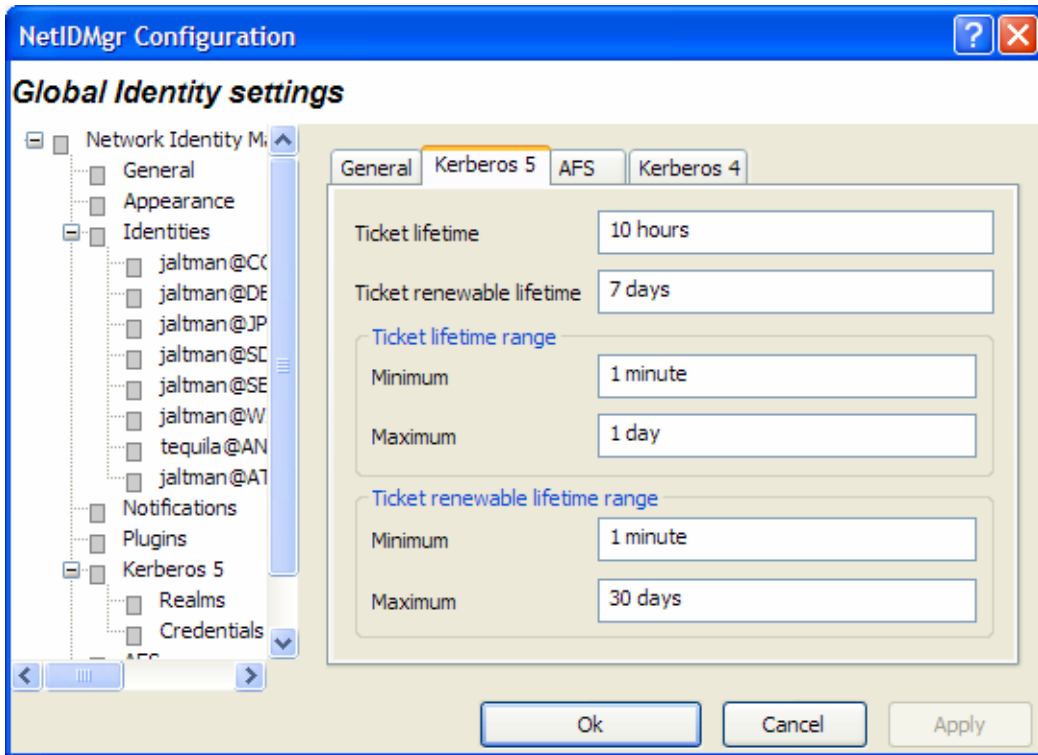 NetIDMgr Configuration
Global Identity settings
Network Identity Ma
General
Appearance
Identities
jaltman@CO
jaltman@DE
jaltman@JP
jaltman@SD
jaltman@SE
jaltman@W
tequila@AN
jaltman@AT
Notifications
Plugins
Kerberos 5
Realms
Credentials
AFS
General Kerberos 5 AFS Kerberos 4
Ticket lifetime 10 hours
Ticket renewable lifetime 7 days
Ticket lifetime range
Minimum 1 minute
Maximum 1 day
Ticket renewable lifetime range
Minimum 1 minute
Maximum 30 days
Ok Cancel Apply